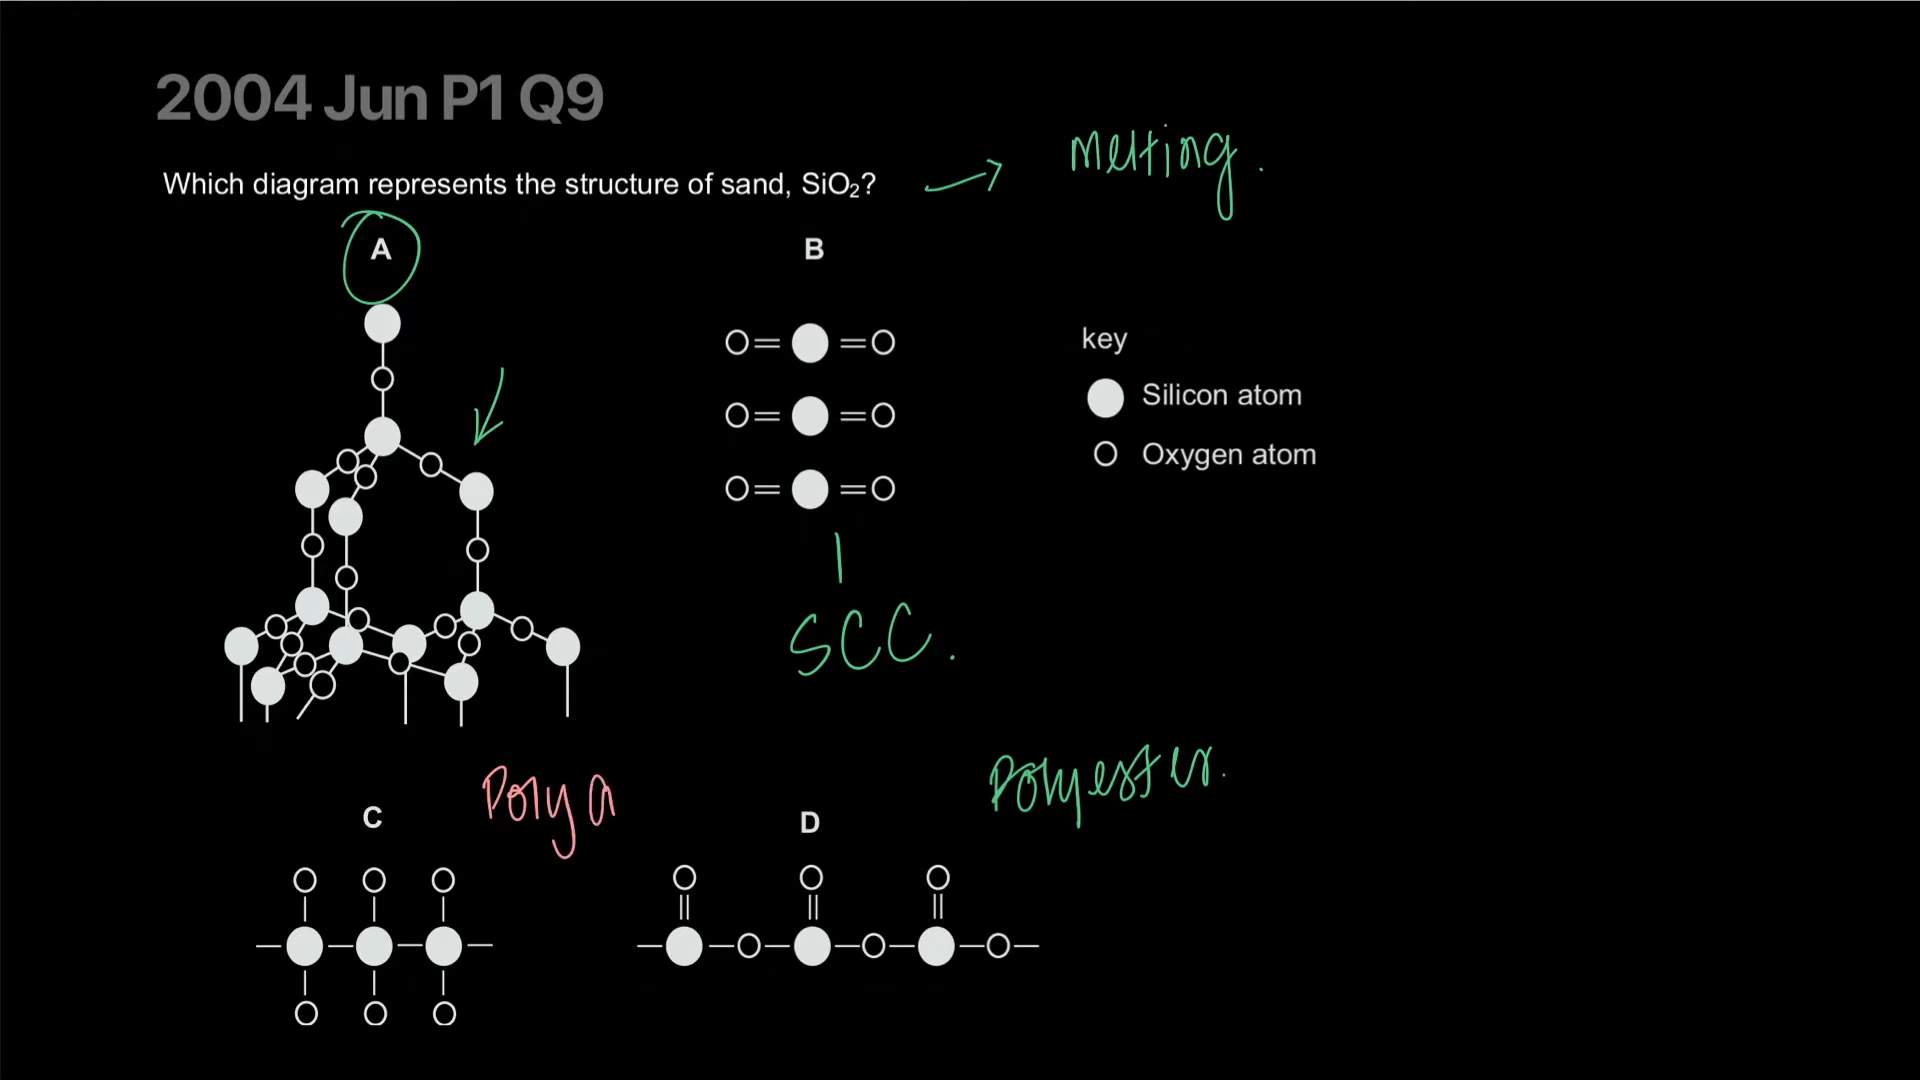 2004 Jun P1 Q9
melting.
Which diagram represents the structure of sand, SiO₂?
A
B
key
Silicon atom
Oxygen atom
SCC.
Poly a
Polyester.
C
D